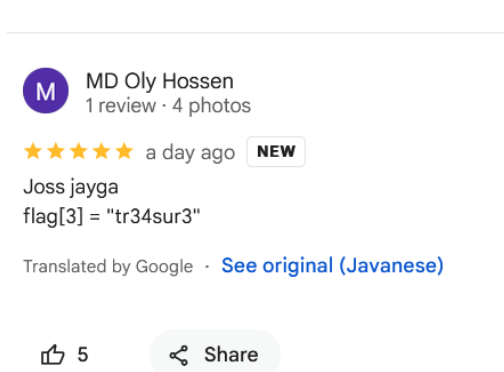 M
MD Oly Hossen
1 review · 4 photos
a day ago NEW
Joss jayga
flag[3] = "tr34sur3"
Translated by Google · See original (Javanese)
5 Share